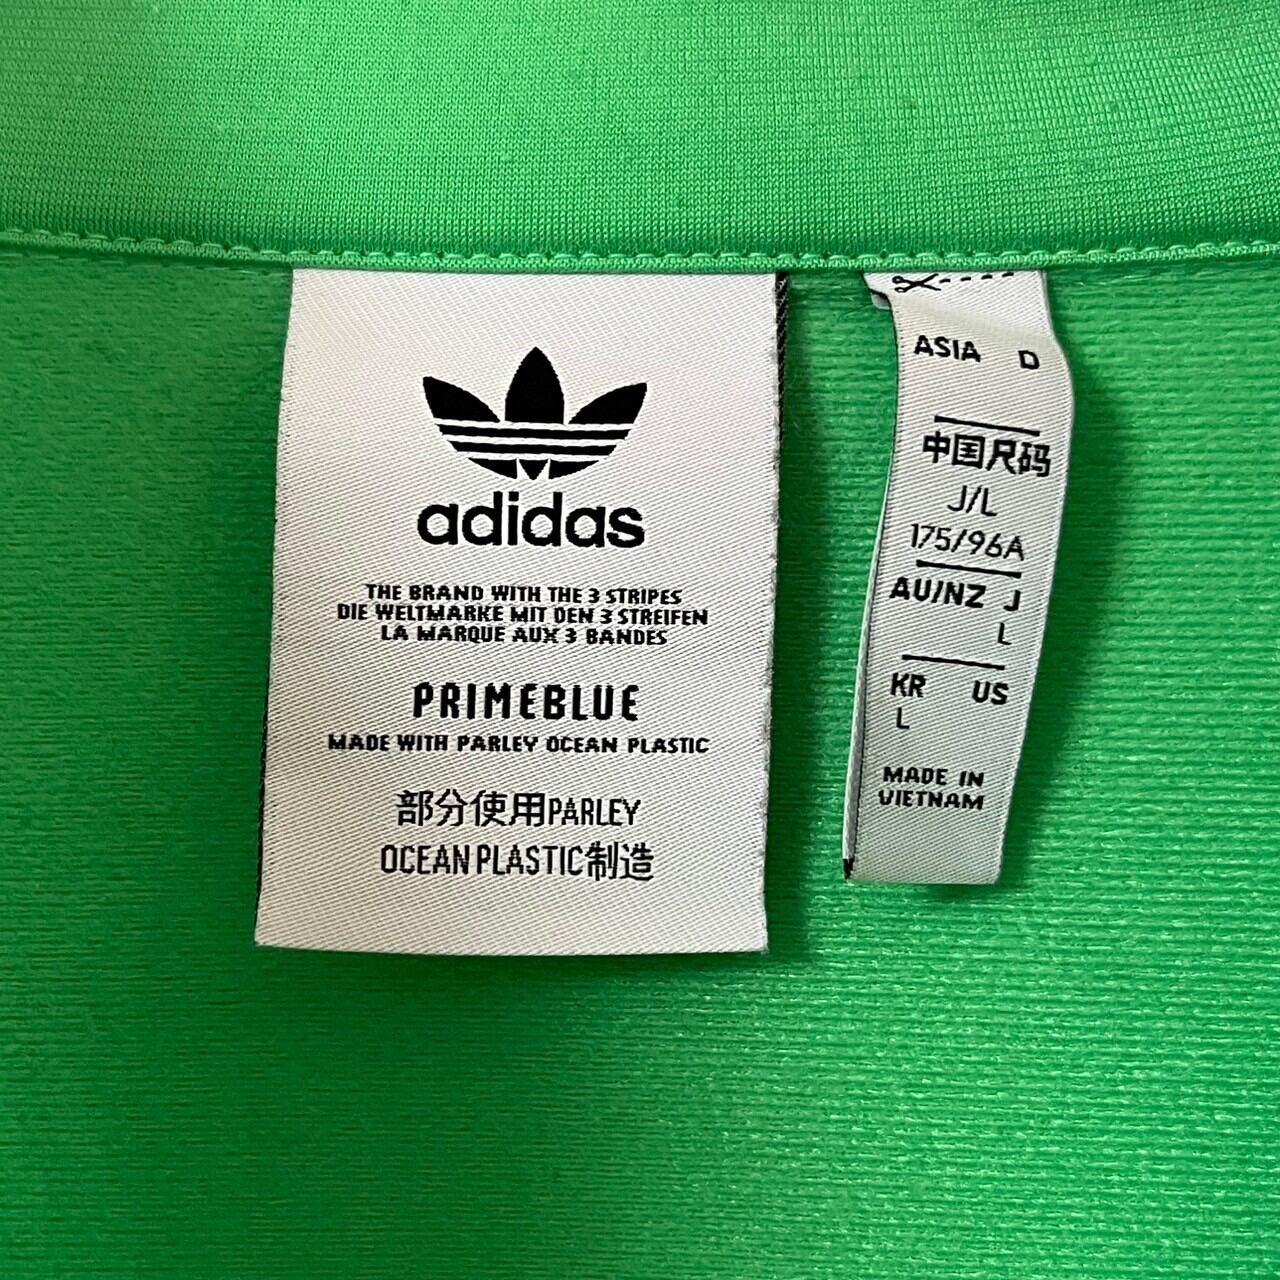 adidas
THE BRAND WITH THE 3 STRIPES
DIE WELTMARKE MIT DEN 3 STREIFEN
LA MARQUE AUX 3 BANDES
PRIMEBLUE
MADE WITH PARLEY OCEAN PLASTIC
部分使用PARLEY
OCEAN PLASTIC制造
ASIA D
中国尺码
J/L
175/96A
AU/NZ J
L
KR US
L
MADE IN
VIETNAM